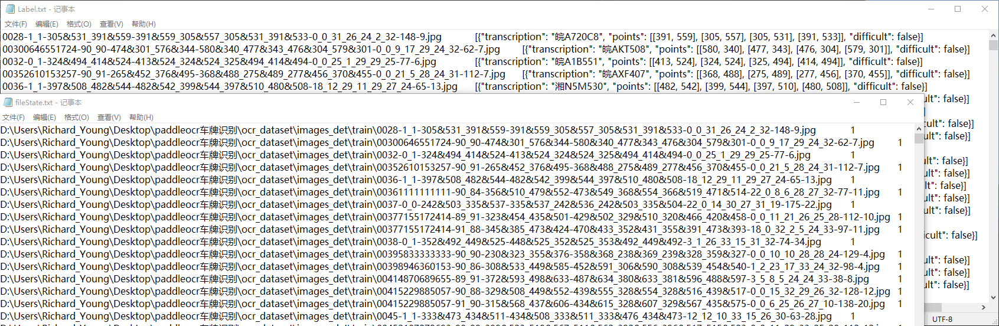 Label.txt - 记事本
文件(F) 编辑(E) 格式(O) 查看(V) 帮助(H)
0028-1_1-305&531_391&559-391&559_305&557_305&531_391&533-0_0_31_26_24_2_32-148-9.jpg [{"transcription": "皖A720C8", "points": [[391, 559], [305, 557], [305, 531], [391, 533]], "difficult": false}]
00300646551724-90_90-474&301_576&344-580&340_477&343_476&304_579&301-0_0_9_17_29_24_32-62-7.jpg [{"transcription": "皖AKT508", "points": [[580, 340], [477, 343], [476, 304], [579, 301]], "difficult": false}]
0032-0_1-324&494_414&524-413&524_324&524_325&494_414&494-0_0_25_1_29_29_25-77-6.jpg [{"transcription": "皖A1B551", "points": [[413, 524], [324, 524], [325, 494], [414, 494]], "difficult": false}]
00352610153257-90_91-265&452_376&495-368&488_275&489_277&456_370&455-0_0_21_5_28_24_31-112-7.jpg [{"transcription": "皖AXF407", "points": [[368, 488], [275, 489], [277, 456], [370, 455]], "difficult": false}]
0036-1_1-397&508_482&544-482&542_399&544_397&510_480&508-18_12_29_11_29_27_24-65-13.jpg [{"transcription": "湘N5M530", "points": [[482, 542], [399, 544], [397, 510], [480, 508]], "difficult": false}]
fileState.txt - 记事本
文件(F) 编辑(E) 格式(O) 查看(V) 帮助(H)
D:\Users\Richard_Young\Desktop\paddleocr车牌识别\ocr_dataset\images_det\train\0028-1_1-305&531_391&559-391&559_305&557_305&531_391&533-0_0_31_26_24_2_32-148-9.jpg 1
D:\Users\Richard_Young\Desktop\paddleocr车牌识别\ocr_dataset\images_det\train\00300646551724-90_90-474&301_576&344-580&340_477&343_476&304_579&301-0_0_9_17_29_24_32-62-7.jpg 1
D:\Users\Richard_Young\Desktop\paddleocr车牌识别\ocr_dataset\images_det\train\0032-0_1-324&494_414&524-413&524_324&524_325&494_414&494-0_0_25_1_29_29_25-77-6.jpg 1
D:\Users\Richard_Young\Desktop\paddleocr车牌识别\ocr_dataset\images_det\train\00352610153257-90_91-265&452_376&495-368&488_275&489_277&456_370&455-0_0_21_5_28_24_31-112-7.jpg 1
D:\Users\Richard_Young\Desktop\paddleocr车牌识别\ocr_dataset\images_det\train\0036-1_1-397&508_482&544-482&542_399&544_397&510_480&508-18_12_29_11_29_27_24-65-13.jpg 1
D:\Users\Richard_Young\Desktop\paddleocr车牌识别\ocr_dataset\images_det\train\00361111111111-90_84-356&510_479&552-473&549_368&554_366&519_471&514-22_0_8_6_28_27_32-77-11.jpg 1
D:\Users\Richard_Young\Desktop\paddleocr车牌识别\ocr_dataset\images_det\train\0037-0_0-242&503_335&537-335&537_242&536_242&503_335&504-22_0_14_30_27_31_19-175-22.jpg 1
D:\Users\Richard_Young\Desktop\paddleocr车牌识别\ocr_dataset\images_det\train\00377155172414-89_91-323&454_435&501-429&502_329&510_320&466_420&458-0_0_11_21_26_25_28-112-10.jpg 1
D:\Users\Richard_Young\Desktop\paddleocr车牌识别\ocr_dataset\images_det\train\00377155172414-91_88-345&385_473&424-470&433_352&431_355&391_473&393-18_0_32_2_5_24_33-97-11.jpg 1
D:\Users\Richard_Young\Desktop\paddleocr车牌识别\ocr_dataset\images_det\train\0038-0_1-352&492_449&525-448&525_352&525_353&492_449&492-3_1_26_33_15_31_32-74-34.jpg 1
D:\Users\Richard_Young\Desktop\paddleocr车牌识别\ocr_dataset\images_det\train\00395833333333-90_90-230&323_355&376-358&368_238&369_239&328_359&327-0_0_10_10_28_28_24-129-4.jpg 1
D:\Users\Richard_Young\Desktop\paddleocr车牌识别\ocr_dataset\images_det\train\00398946360153-90_86-308&533_449&585-452&591_306&590_308&539_454&540-1_2_23_17_33_24_32-98-4.jpg 1
D:\Users\Richard_Young\Desktop\paddleocr车牌识别\ocr_dataset\images_det\train\00414870689655-89_91-372&593_498&633-487&634_380&633_381&596_488&597-3_5_8_5_24_24_33-38-8.jpg 1
D:\Users\Richard_Young\Desktop\paddleocr车牌识别\ocr_dataset\images_det\train\00415229885057-90_88-329&508_449&552-439&555_328&554_328&516_439&517-0_0_15_32_29_26_32-128-12.jpg 1
D:\Users\Richard_Young\Desktop\paddleocr车牌识别\ocr_dataset\images_det\train\00415229885057-91_90-315&568_437&606-434&615_328&607_329&567_435&575-0_0_6_25_26_27_10-138-20.jpg 1
D:\Users\Richard_Young\Desktop\paddleocr车牌识别\ocr_dataset\images_det\train\0045-1_1-333&473_434&511-434&508_333&511_333&476_434&473-12_12_10_33_15_26_30-63-28.jpg 1
UTF-8